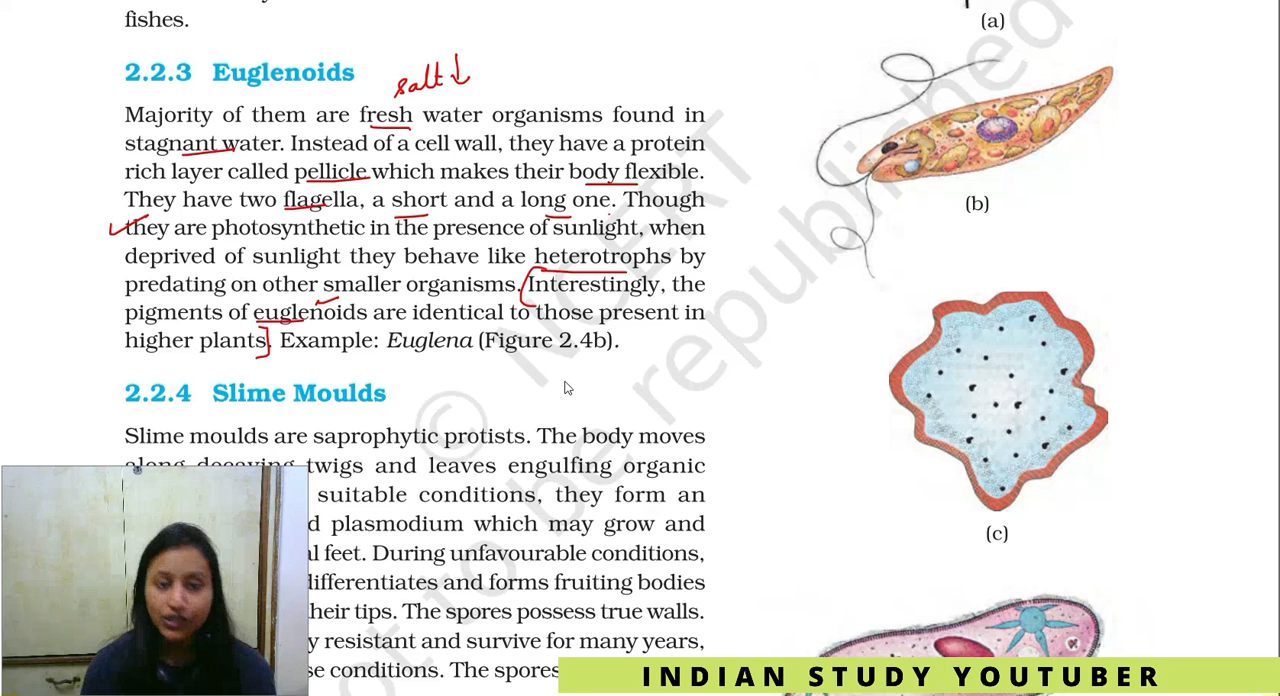 fishes.
(a)
2.2.3 Euglenoids
salt↓
Majority of them are fresh water organisms found in
stagnant water. Instead of a cell wall, they have a protein
rich layer called pellicle which makes their body flexible.
They have two flagella, a short and a long one. Though
they are photosynthetic in the presence of sunlight, when
deprived of sunlight they behave like heterotrophs by
predating on other smaller organisms. Interestingly, the
pigments of euglenoids are identical to those present in
higher plants. Example: Euglena (Figure 2.4b).
(b)
2.2.4 Slime Moulds
Slime moulds are saprophytic protists. The body moves
along decaying twigs and leaves engulfing organic
suitable conditions, they form an
plasmodium which may grow and
feet. During unfavourable conditions,
differentiates and forms fruiting bodies
their tips. The spores possess true walls.
resistant and survive for many years,
conditions. The spores
(c)
© NCERT
not to be republished
INDIAN STUDY YOUTUBER